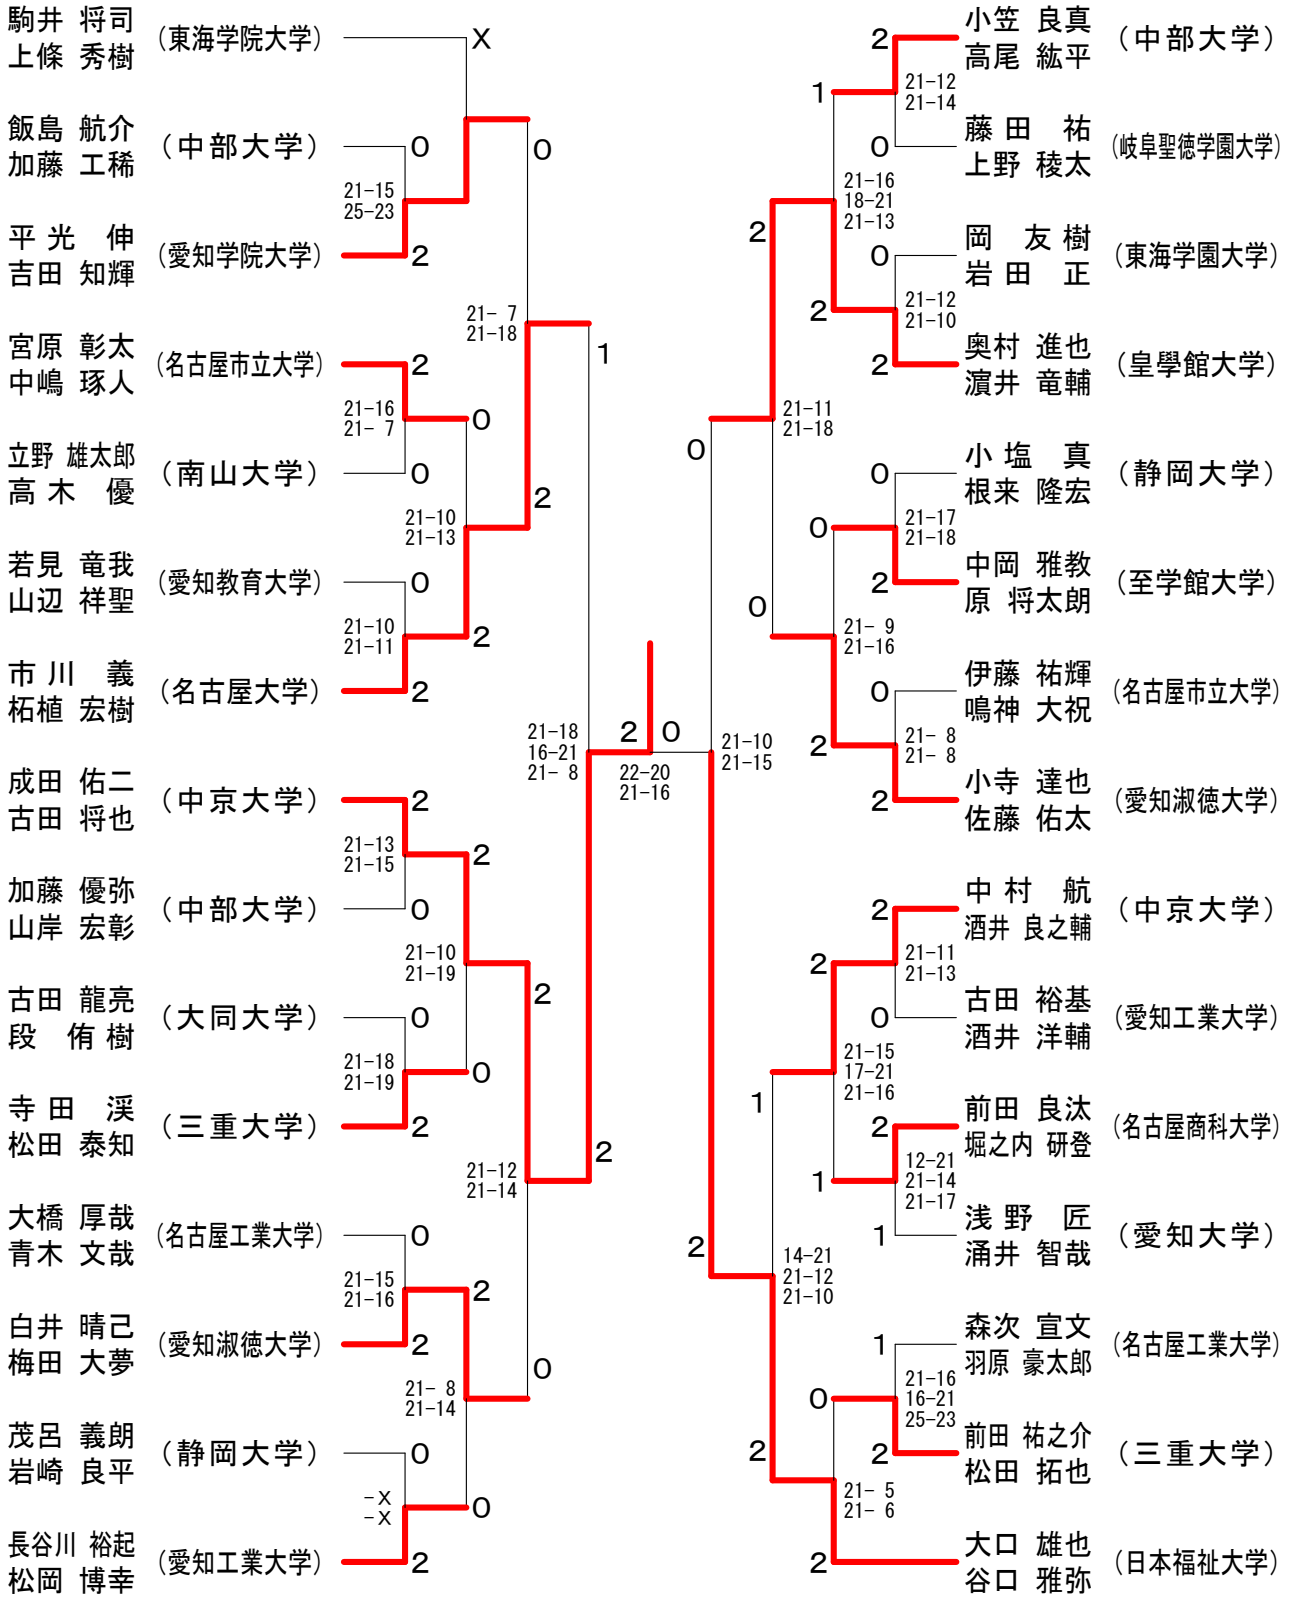 駒井 将司
上條 秀樹
(東海学院大学)
X
飯島 航介
加藤 工稀
(中部大学)
0
0
21-15
25-23
平光 伸
吉田 知輝
(愛知学院大学)
2
21- 7
21-18
宮原 彰太
中嶋 琢人
(名古屋市立大学)
2
1
21-16
21- 7
0
立野 雄太郎
高木 優
(南山大学)
0
2
21-10
21-13
若見 竜我
山辺 祥聖
(愛知教育大学)
0
21-10
21-11
2
市川 義
柘植 宏樹
(名古屋大学)
2
21-18
16-21
21- 8
2
0
22-20
21-16
成田 佑二
古田 将也
(中京大学)
2
21-13
21-15
2
加藤 優弥
山岸 宏彰
(中部大学)
0
21-10
21-19
2
古田 龍亮
段 侑樹
(大同大学)
0
21-18
21-19
0
寺田 渓
松田 泰知
(三重大学)
2
2
21-12
21-14
大橋 厚哉
青木 文哉
(名古屋工業大学)
0
21-15
21-16
2
白井 晴己
梅田 大夢
(愛知淑徳大学)
2
0
21- 8
21-14
茂呂 義朗
岩崎 良平
(静岡大学)
0
-X
-X
0
長谷川 裕起
松岡 博幸
(愛知工業大学)
2
2
小笠 良真
高尾 紘平
(中部大学)
1
21-12
21-14
0
藤田 祐
上野 稜太
(岐阜聖徳学園大学)
21-16
18-21
21-13
2
0
岡 友樹
岩田 正
(東海学園大学)
2
21-12
21-10
2
奥村 進也
濵井 竜輔
(皇學館大学)
21-11
21-18
0
0
小塩 真
根来 隆宏
(静岡大学)
0
21-17
21-18
2
中岡 雅教
原 将太朗
(至学館大学)
0
21- 9
21-16
0
伊藤 祐輝
鳴神 大祝
(名古屋市立大学)
2
21- 8
21- 8
21-10
21-15
2
小寺 達也
佐藤 佑太
(愛知淑徳大学)
2
中村 航
酒井 良之輔
(中京大学)
2
21-11
21-13
0
古田 裕基
酒井 洋輔
(愛知工業大学)
21-15
17-21
21-16
1
2
前田 良汰
堀之内 研登
(名古屋商科大学)
1
12-21
21-14
21-17
1
浅野 匠
涌井 智哉
(愛知大学)
2
14-21
21-12
21-10
1
森次 宣文
羽原 豪太郎
(名古屋工業大学)
0
21-16
16-21
25-23
2
2
前田 祐之介
松田 拓也
(三重大学)
21- 5
21- 6
2
大口 雄也
谷口 雅弥
(日本福祉大学)